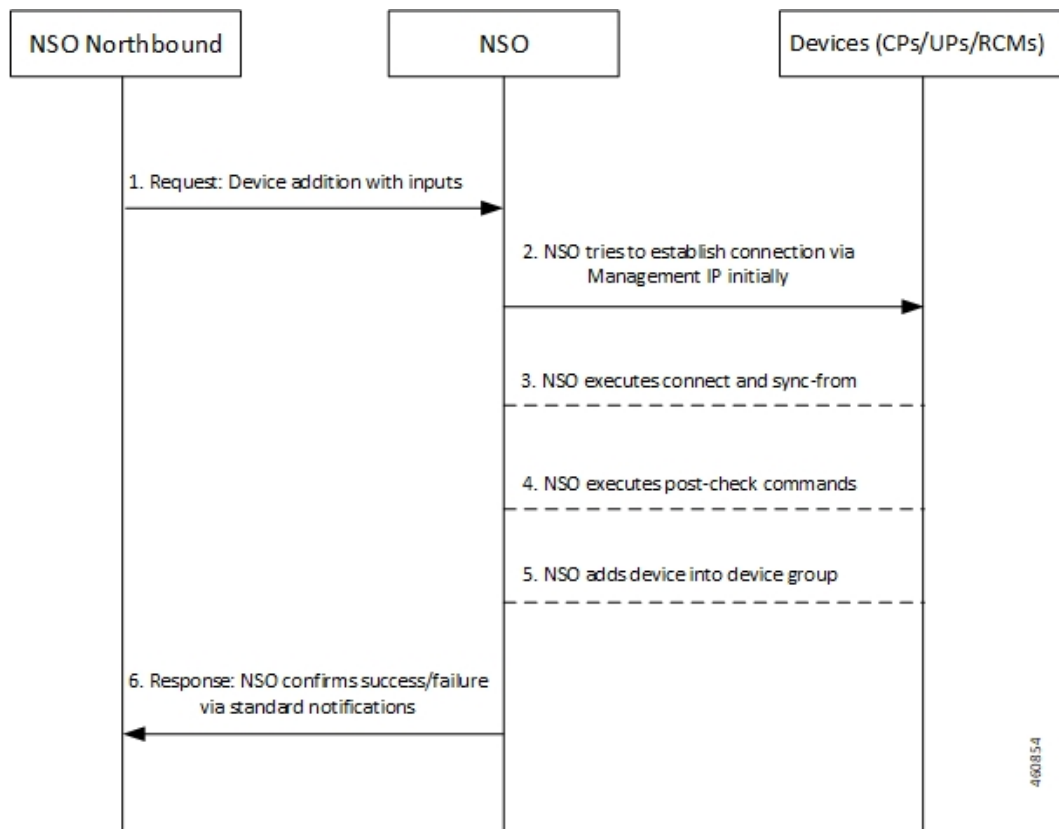 NSO Northbound
NSO
Devices (CPs/UPs/RCMs)
1. Request: Device addition with inputs
2. NSO tries to establish connection via
Management IP initially
3. NSO executes connect and sync-from
4. NSO executes post-check commands
5. NSO adds device into device group
6. Response: NSO confirms success/failure
via standard notifications
460854